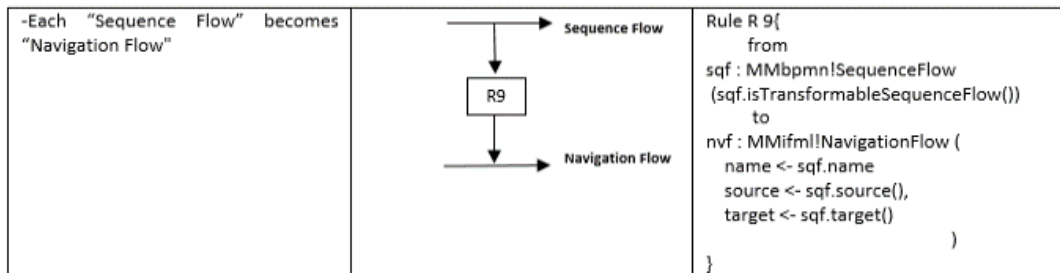 -Each “Sequence Flow” becomes
“Navigation Flow"
Sequence Flow
R9
Navigation Flow
Rule R 9{
from
sqf : MMbpmn!SequenceFlow
(sqf.isTransformableSequenceFlow())
to
nvf : MMifml!NavigationFlow (
name <- sqf.name
source <- sqf.source(),
target <- sqf.target()
)
}